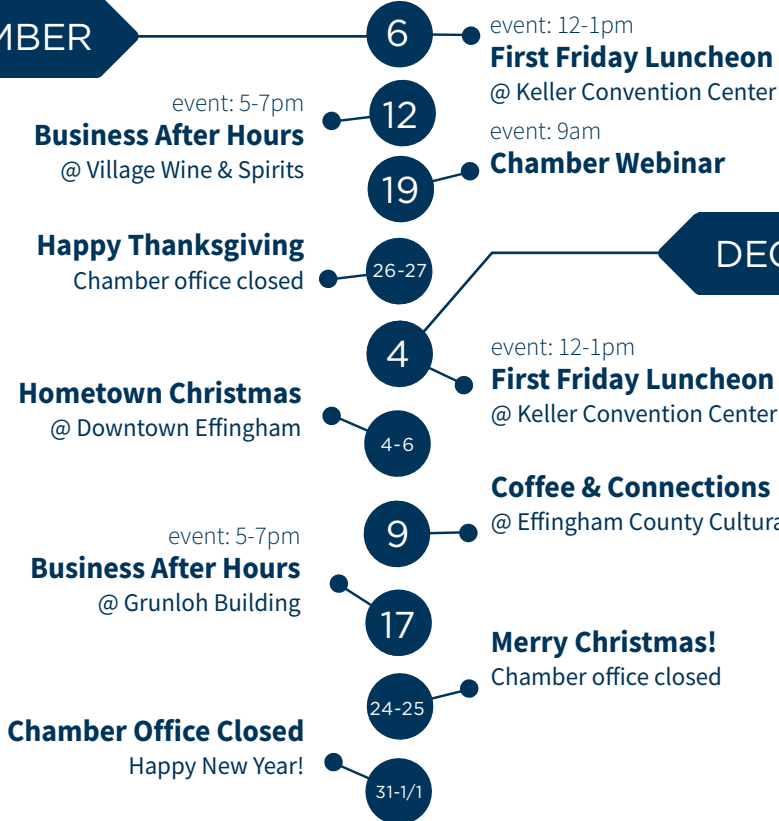 MBER
6
event: 12-1pm
First Friday Luncheon
@ Keller Convention Center
event: 5-7pm
Business After Hours
@ Village Wine & Spirits
12
event: 9am
Chamber Webinar
19
Happy Thanksgiving
Chamber office closed
26-27
DEC
4
event: 12-1pm
First Friday Luncheon
@ Keller Convention Center
Hometown Christmas
@ Downtown Effingham
4-6
Coffee & Connections
@ Effingham County Cultura
9
event: 5-7pm
Business After Hours
@ Grunloh Building
17
Merry Christmas!
Chamber office closed
24-25
Chamber Office Closed
Happy New Year!
31-1/1